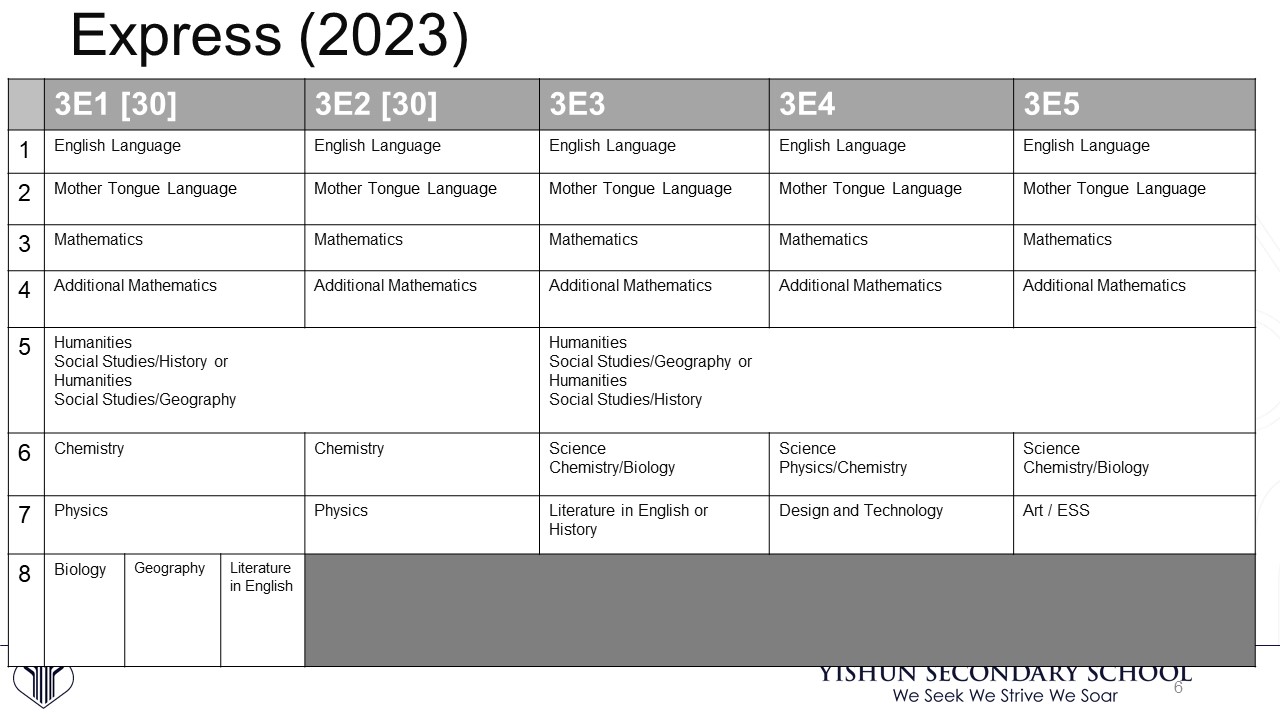 Express (2023)
3E1 [30] 3E2 [30] 3E3 3E4 3E5
1 English Language English Language English Language English Language English Language
2 Mother Tongue Language Mother Tongue Language Mother Tongue Language Mother Tongue Language Mother Tongue Language
3 Mathematics Mathematics Mathematics Mathematics Mathematics
4 Additional Mathematics Additional Mathematics Additional Mathematics Additional Mathematics Additional Mathematics
5 Humanities Humanities
Social Studies/History or Social Studies/Geography or
Humanities Humanities
Social Studies/Geography Social Studies/History
6 Chemistry Chemistry Science Science Science
Chemistry/Biology Physics/Chemistry Chemistry/Biology
7 Physics Physics Literature in English or Design and Technology Art / ESS
History
8 Biology Geography Literature
in English
YISHUN SECONDARY SCHOOL
We Seek We Strive We Soar
6